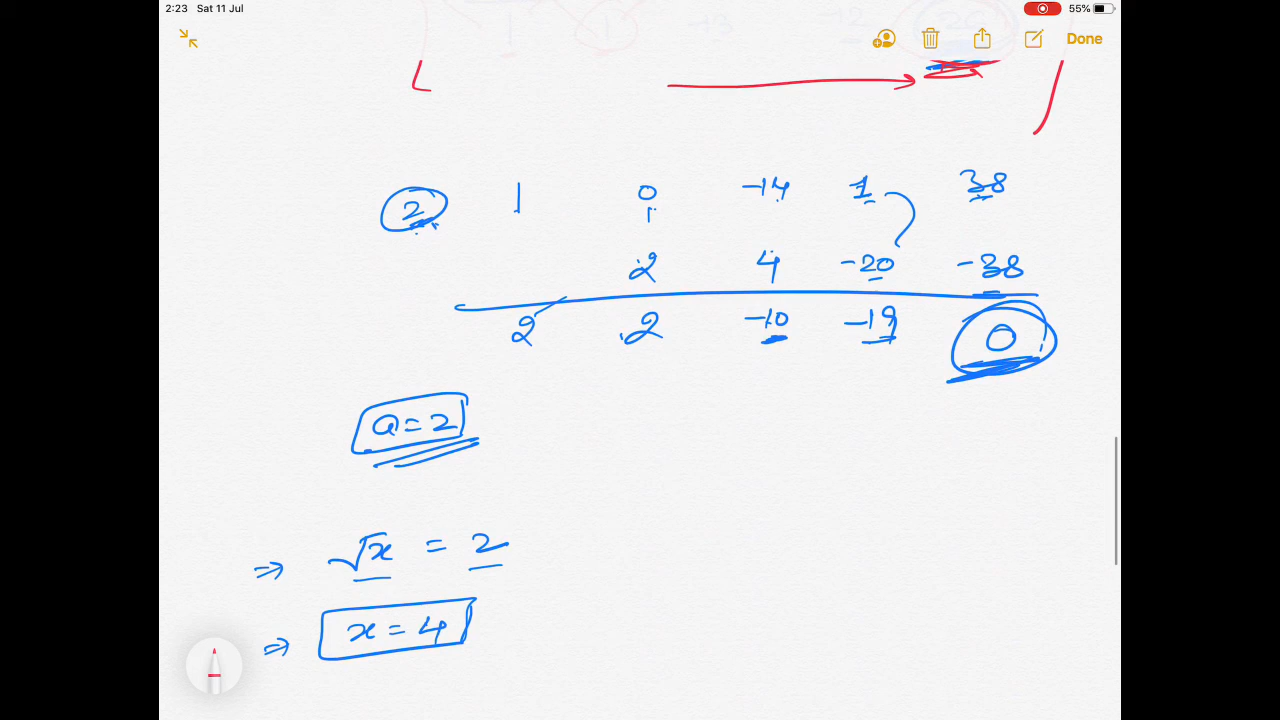 2:23 Sat 11 Jul 55%
Done
2 1 0 -14 1 38
2 4 -20 -38
2 2 -10 -19 0
a = 2
⇒ √x = 2
⇒ x = 4